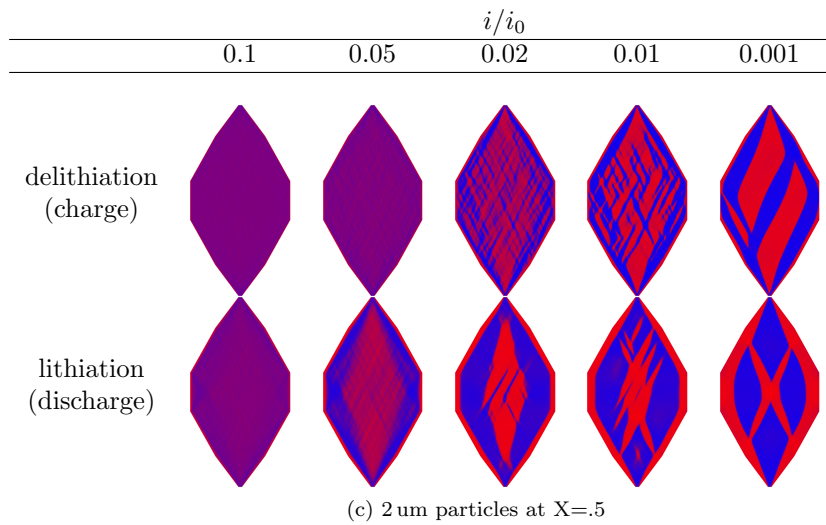 i/i0
0.1 0.05 0.02 0.01 0.001
delithiation
(charge)
lithiation
(discharge)
(c) 2 um particles at X=.5